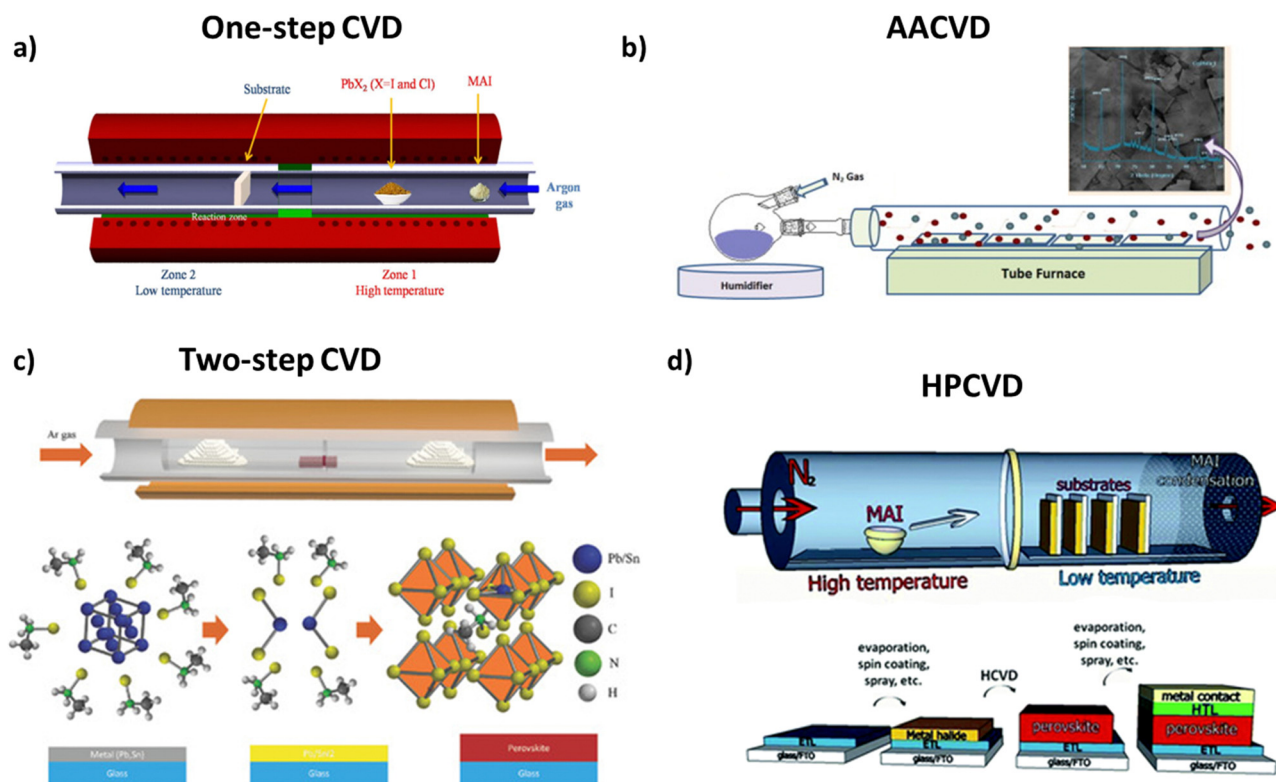 One-step CVD
a)
Substrate
PbX2 (X=I and Cl)
MAI
Argon
gas
Reaction zone
Zone 2
Low temperature
Zone 1
High temperature
AACVD
b)
N2 Gas
Humidifier
Tube Furnace
Two-step CVD
c)
Ar gas
Pb/Sn
I
C
N
H
Metal (Pb,Sn)
Glass
Glass
Perovskite
Glass
d)
HPCVD
N2
MAI
substrates
MAI
condensation
High temperature
Low temperature
evaporation,
spin coating,
spray, etc.
HCVD
evaporation,
spin coating,
spray, etc.
ETL
glass/FTO
Metal halide
ETL
glass/FTO
perovskite
ETL
glass/FTO
metal contact
HTL
perovskite
ETL
glass/FTO